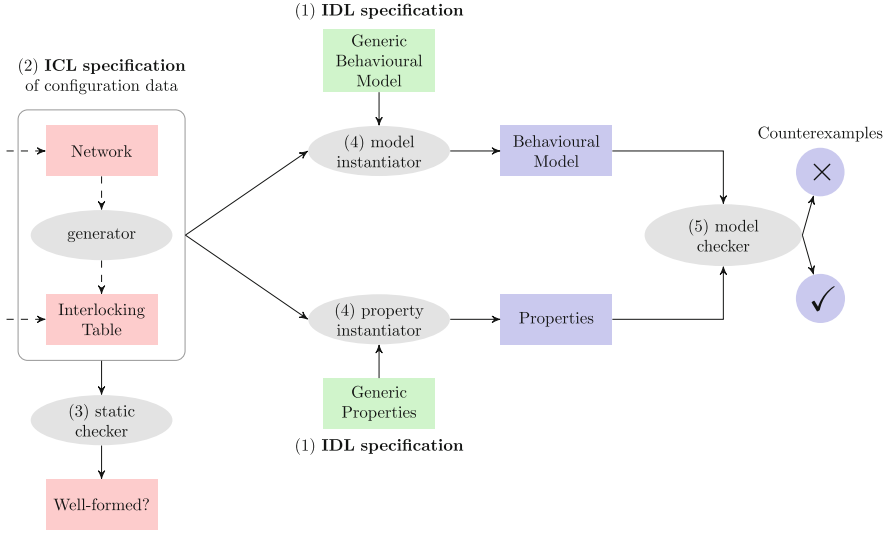 (1) IDL specification
Generic
Behavioural
Model
(2) ICL specification
of configuration data
Network
generator
Interlocking
Table
(3) static
checker
Well-formed?
(4) model
instantiator
Behavioural
Model
(4) property
instantiator
Properties
Generic
Properties
(1) IDL specification
(5) model
checker
Counterexamples